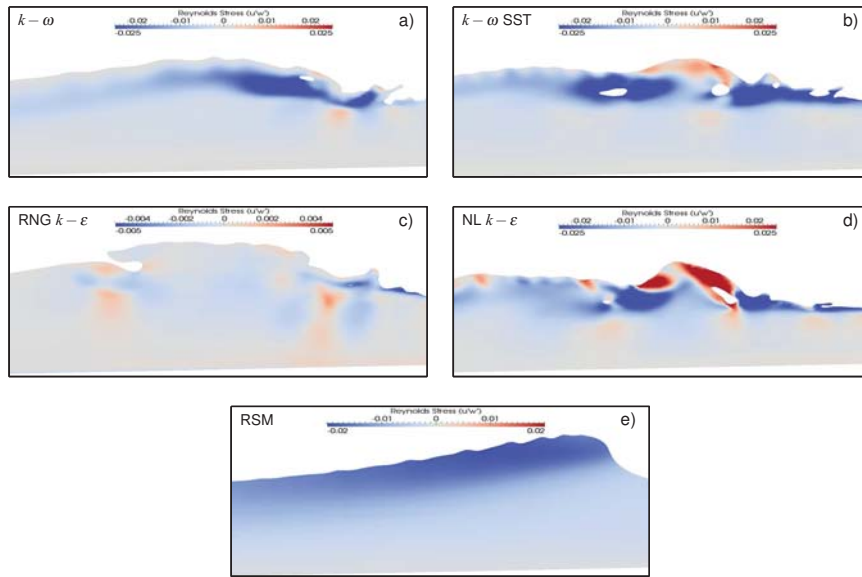 k − ω
Reynolds Stress (u'w')
a)
-0.02 -0.01 0 0.01 0.02
-0.025 0.025
k − ω SST
Reynolds Stress (u'w')
b)
-0.02 -0.01 0 0.01 0.02
-0.025 0.025
RNG k − ε
Reynolds Stress (u'w')
c)
-0.004 -0.002 0 0.002 0.004
-0.005 0.005
NL k − ε
Reynolds Stress (u'w')
d)
-0.02 -0.01 0 0.01 0.02
-0.025 0.025
RSM
Reynolds Stress (u'w')
e)
-0.01 0 0.01
-0.02 0.02